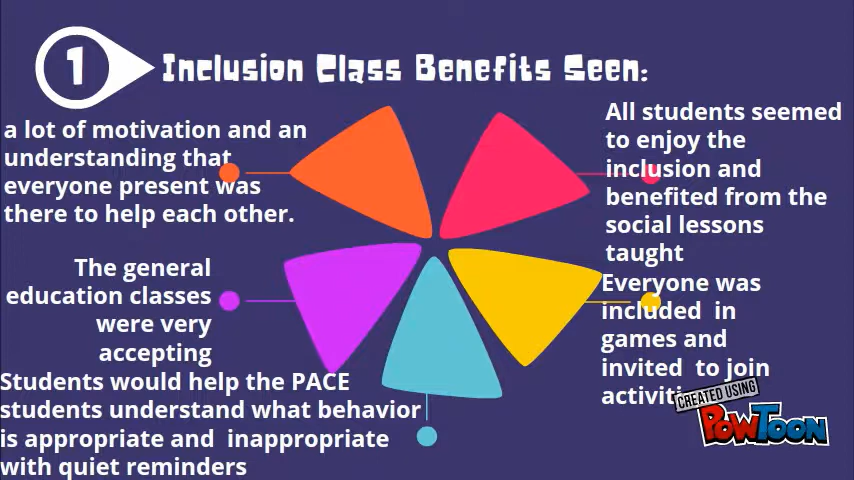 1
Inclusion Class Benefits Seen:
a lot of motivation and an
understanding that
everyone present was
there to help each other.
All students seemed
to enjoy the
inclusion and
benefited from the
social lessons
taught
The general
education classes
were very
accepting
Everyone was
included in
games and
invited to join
Students would help the PACE
students understand what behavior
is appropriate and inappropriate
with quiet reminders
CREATED USING
POWTOON